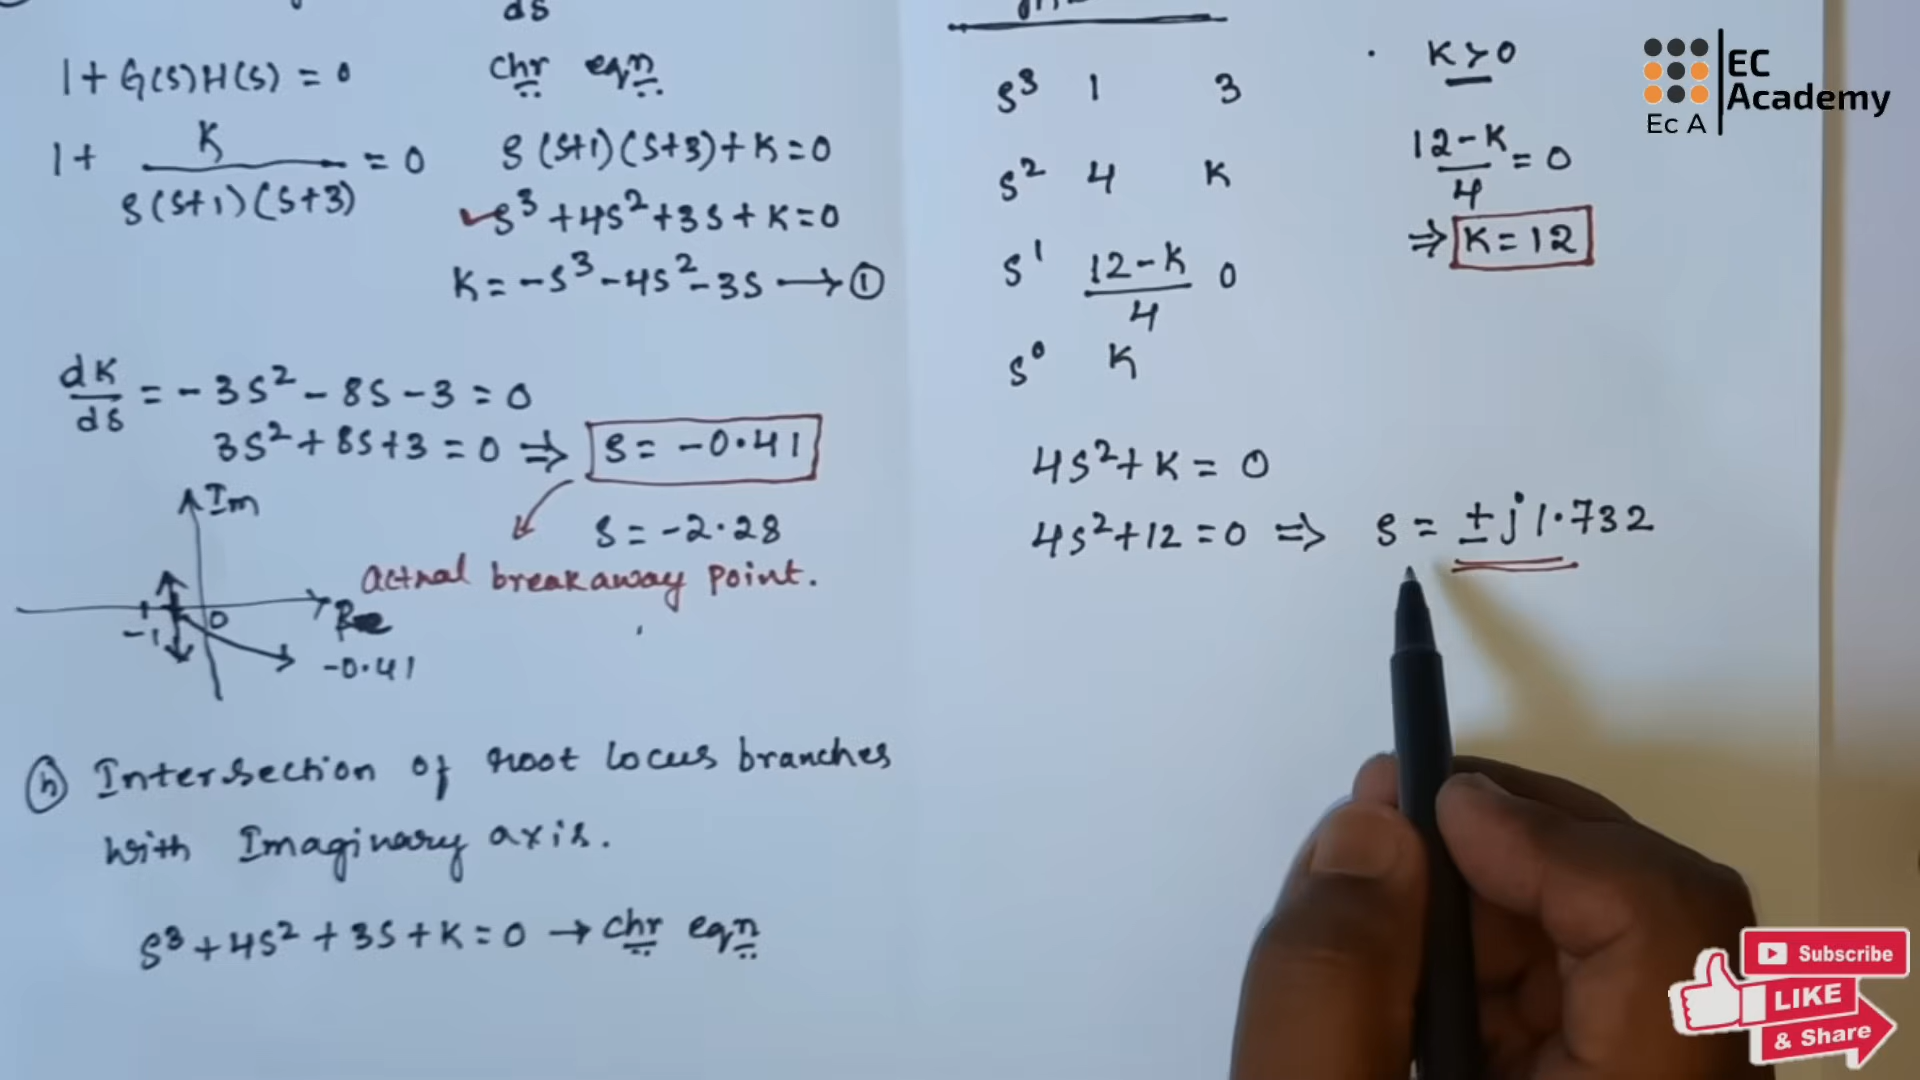 ds
1 + G(s)H(s) = 0
chr eqn
1 + K / s(s+1)(s+3) = 0
s(s+1)(s+3) + K = 0
s³ + 4s² + 3s + K = 0
K = -s³ - 4s² - 3s → ①
dK/ds = -3s² - 8s - 3 = 0
3s² + 8s + 3 = 0 ⇒ s = -0.41
s = -2.28
Actual breakaway point.
Im
Re
-1
0
-0.41
(h) Intersection of root locus branches
with Imaginary axis.
s³ + 4s² + 3s + K = 0 → chr eqn
s³ 1 3
s² 4 K
s¹ (12-K)/4 0
s⁰ K
4s² + K = 0
4s² + 12 = 0 ⇒ s = ±j1.732
K > 0
(12-K)/4 = 0
⇒ K = 12
EC
Academy
Ec A
Subscribe
LIKE
& Share